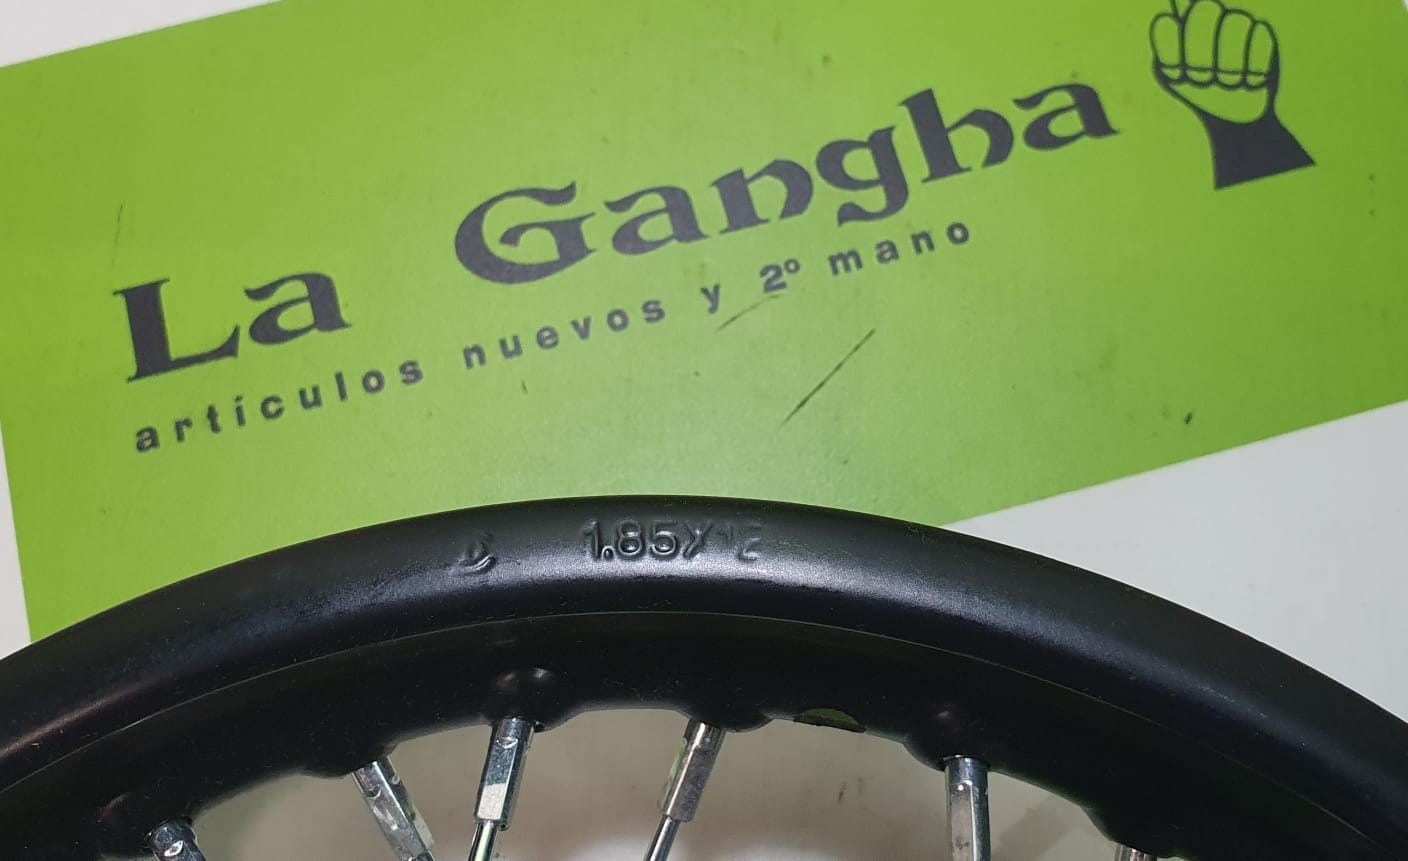 La Gangha
artículos nuevos y 2º mano
1.85X12